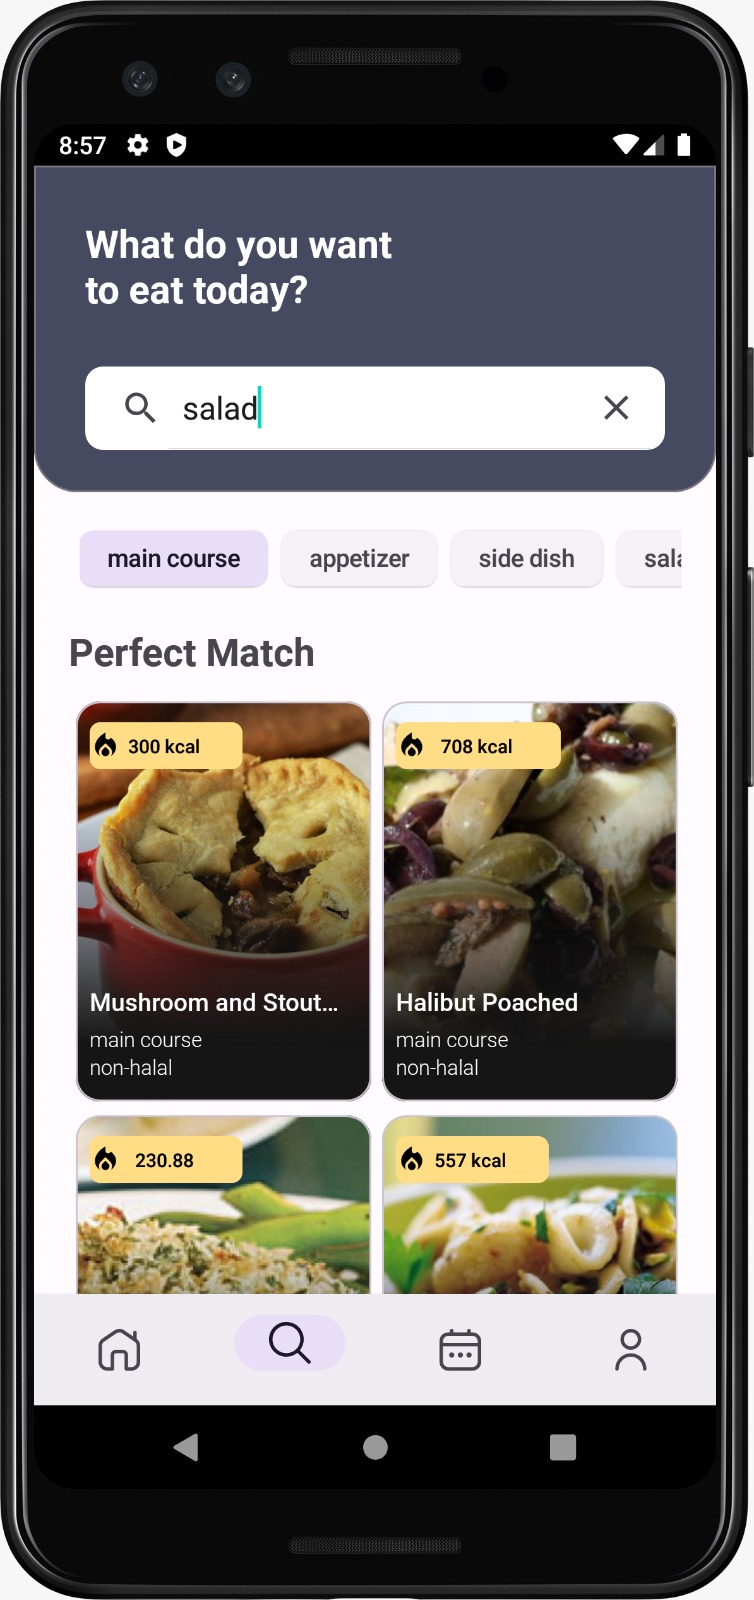 8:57
What do you want
to eat today?
salad
main course
appetizer
side dish
sala
Perfect Match
300 kcal
708 kcal
Mushroom and Stout...
main course
non-halal
Halibut Poached
main course
non-halal
230.88
557 kcal